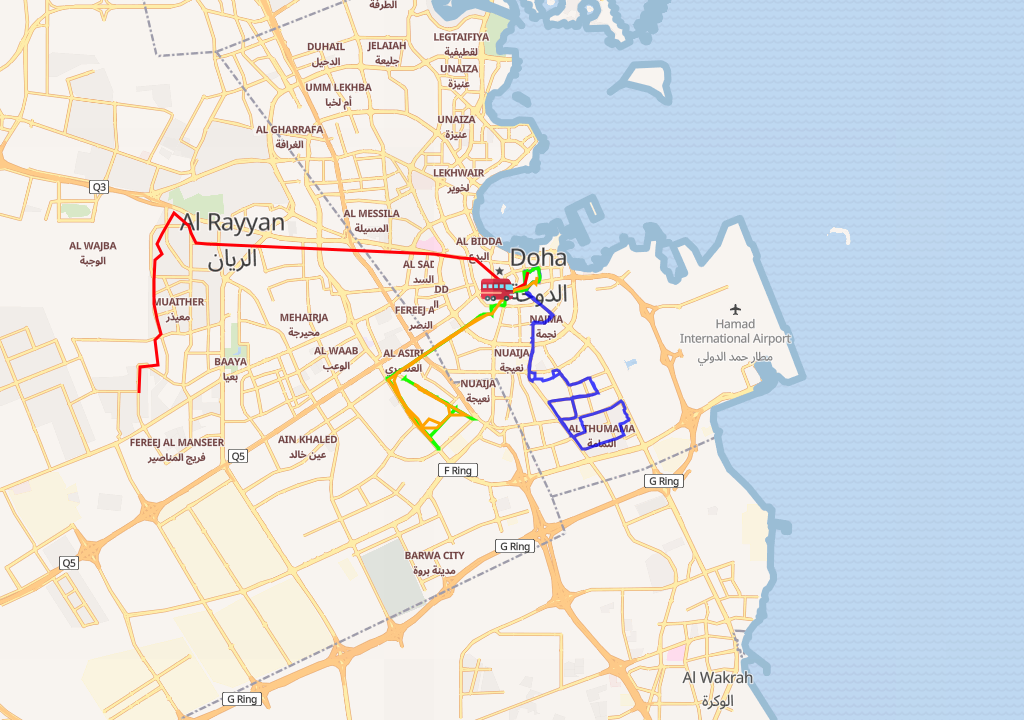 الطرفة
LEGTAIFIYA
لقطيفية
DUHAIL
الدحيل
JELAIAH
جليعة
UNAIZA
عنيزة
UMM LEKHBA
أم لخبا
UNAIZA
عنيزة
AL GHARRAFA
الغرافة
LEKHWAIR
لخوير
Q3
AL MESSILA
المسيلة
Al Rayyan
الريان
AL WAJBA
الوجبة
AL BIDDA
البدع
Doha
الدوحة
AL SAD
السد
DD
ال
MUAITHER
معيذر
FEREEJ A
النصر
MEHAIRJA
محيرجة
NAJMA
نجمة
Hamad
International Airport
مطار حمد الدولي
AL WAAB
الوعب
AL ASIRI
العسيري
NUAIJA
نعيجة
BAAYA
بعيا
NUAIJA
نعيجة
AL THUMAMA
الثمامة
FEREEJ AL MANSEER
فريج المناصير
AIN KHALED
عين خالد
Q5
F Ring
G Ring
G Ring
BARWA CITY
مدينة بروة
Q5
Al Wakrah
الوكرة
G Ring